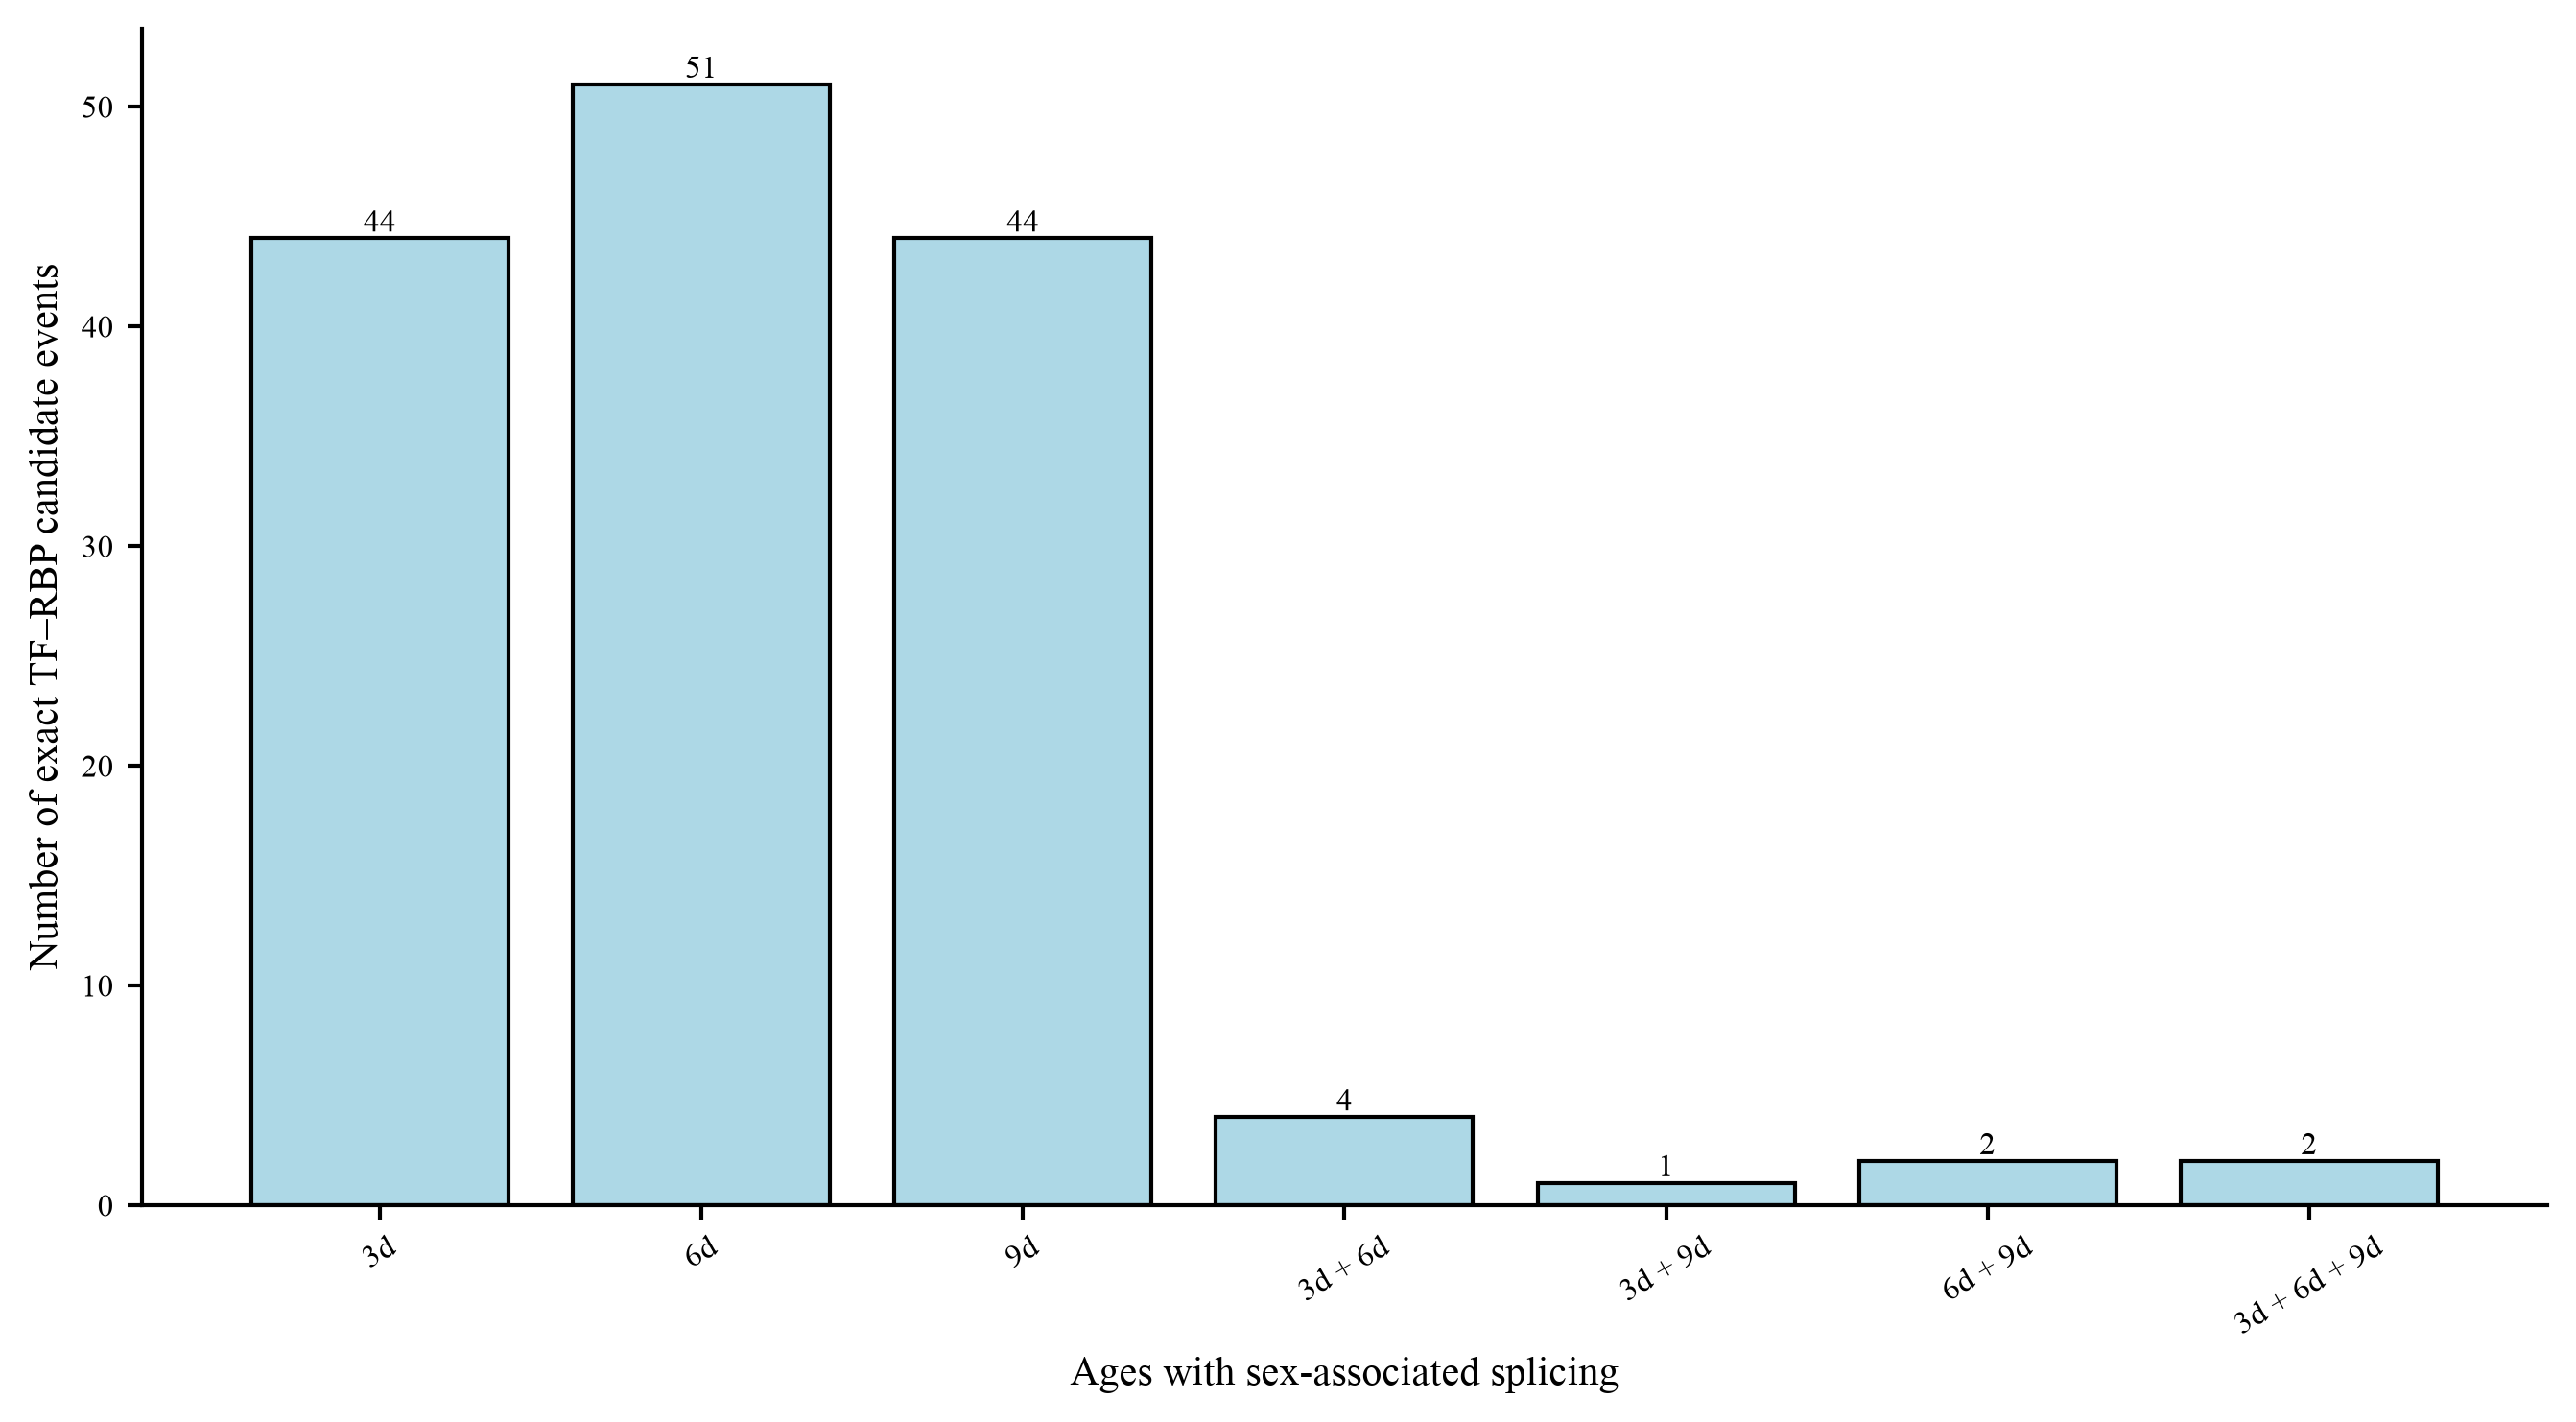 Number of exact TF–RBP candidate events
50
40
30
20
10
0
44
51
44
4
1
2
2
3d
6d
9d
3d + 6d
3d + 9d
6d + 9d
3d + 6d + 9d
Ages with sex-associated splicing